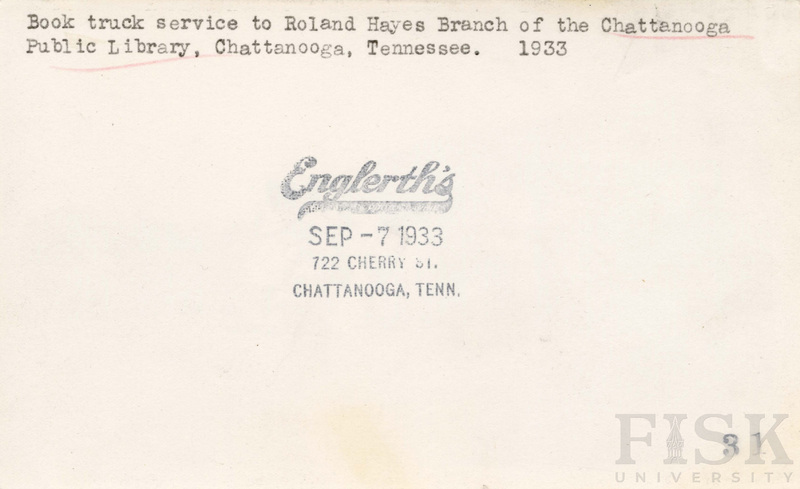 Book truck service to Roland Hayes Branch of the Chattanooga
Public Library, Chattanooga, Tennessee. 1933
Englerth's
SEP -7 1933
722 CHERRY ST.
CHATTANOOGA, TENN.
31
FISK
UNIVERSITY